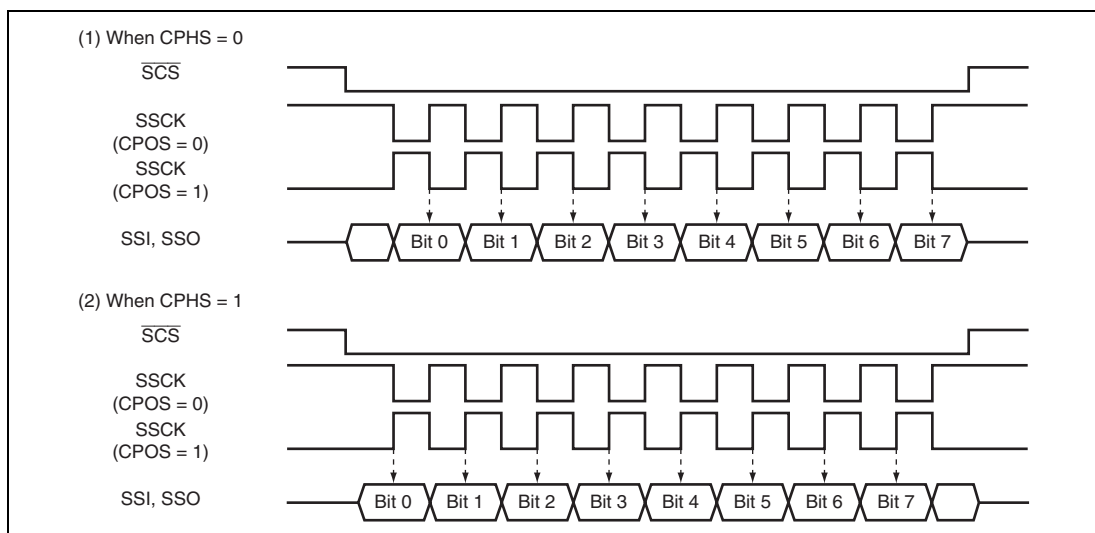 (1) When CPHS = 0
SCS
SSCK
(CPOS = 0)
SSCK
(CPOS = 1)
SSI, SSO
Bit 0 Bit 1 Bit 2 Bit 3 Bit 4 Bit 5 Bit 6 Bit 7
(2) When CPHS = 1
SCS
SSCK
(CPOS = 0)
SSCK
(CPOS = 1)
SSI, SSO
Bit 0 Bit 1 Bit 2 Bit 3 Bit 4 Bit 5 Bit 6 Bit 7